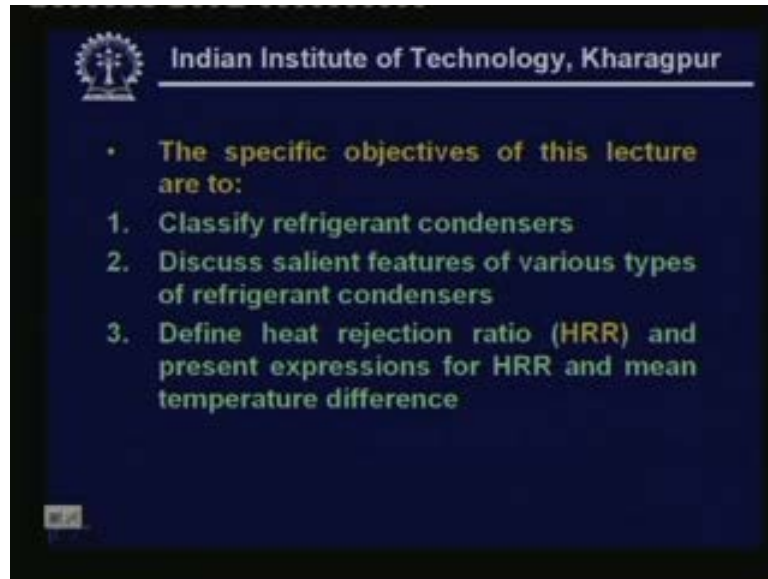 Indian Institute of Technology, Kharagpur
• The specific objectives of this lecture
are to:
1. Classify refrigerant condensers
2. Discuss salient features of various types
of refrigerant condensers
3. Define heat rejection ratio (HRR) and
present expressions for HRR and mean
temperature difference